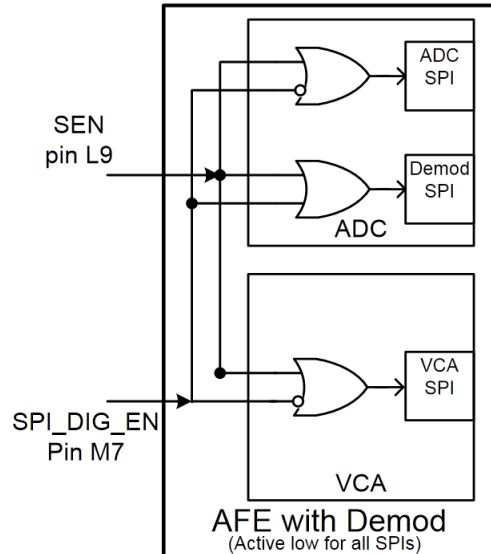 ADC
SPI
SEN
pin L9
Demod
SPI
ADC
VCA
SPI
SPI_DIG_EN
Pin M7
VCA
AFE with Demod
(Active low for all SPIs)